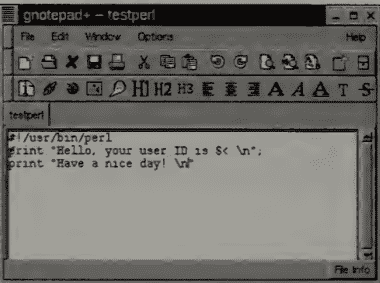 gnotepad+ - testperl
File Edit Window Options Help
H1 H2 H3 A A A T S
testperl
#!/usr/bin/perl
print "Hello, your user ID is $< \n";
print "Have a nice day! \n"
File Info